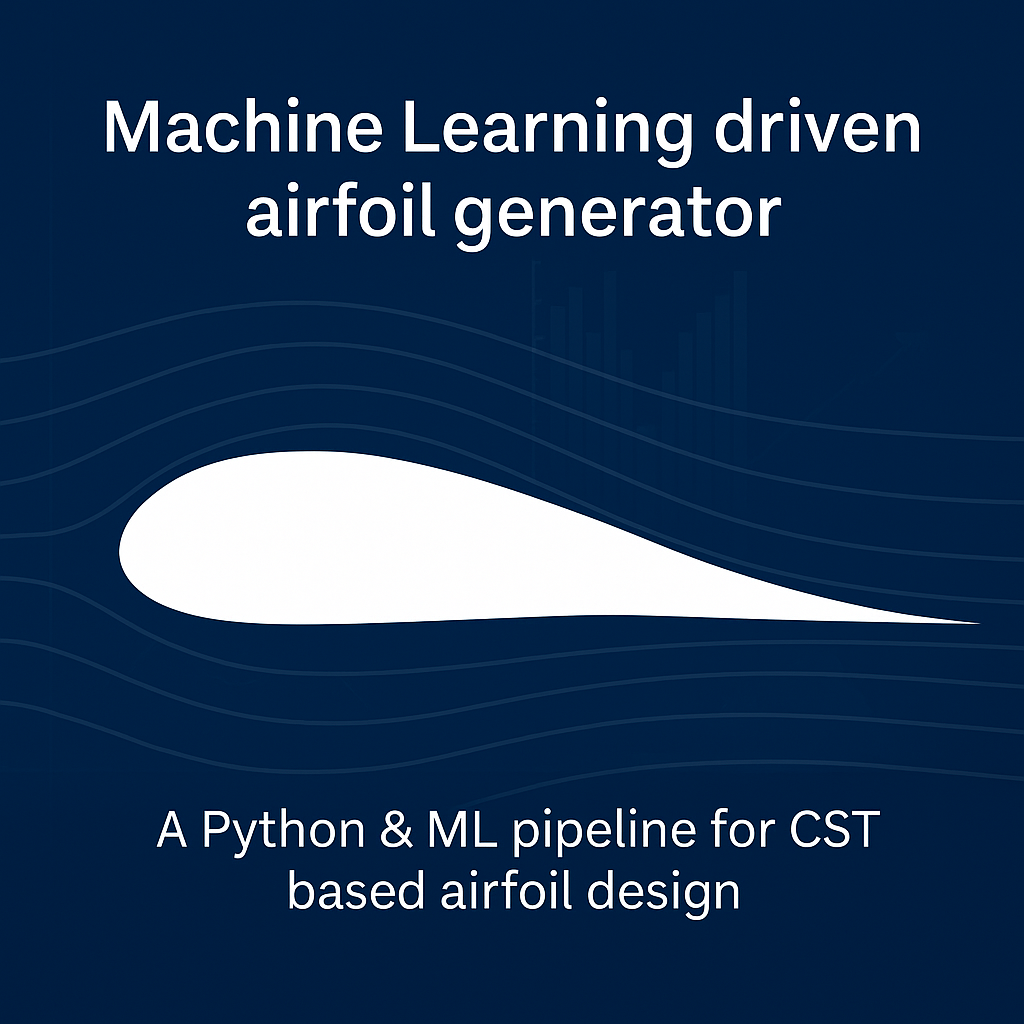 Machine Learning driven
airfoil generator
A Python & ML pipeline for CST
based airfoil design